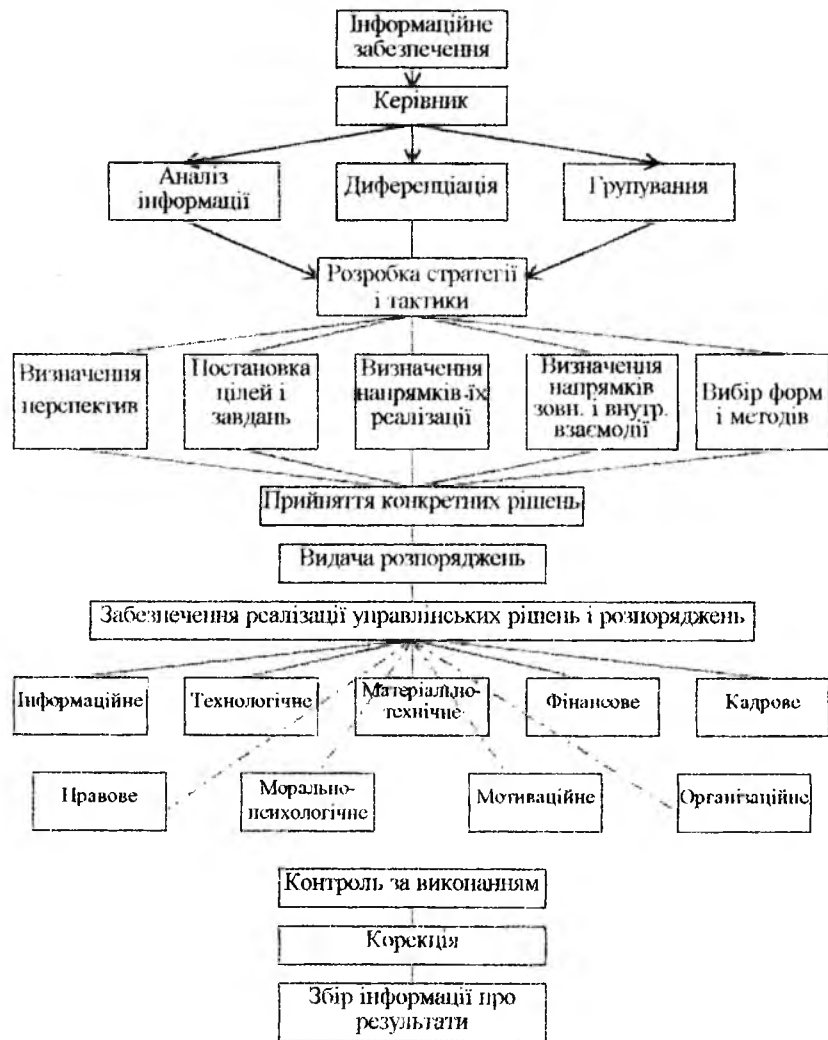 Інформаційне
забезпечення
Керівник
Аналіз
інформації
Диференціація
Групування
Розробка стратегії
і тактики
Визначення
перспектив
Постановка
цілей і
завдань
Визначення
напрямків їх
реалізації
Визначення
напрямків
зовн. і внутр.
взаємодії
Вибір форм
і методів
Прийняття конкретних рішень
Видача розпоряджень
Забезпечення реалізації управлінських рішень і розпоряджень
Інформаційне
Технологічне
Матеріально-
технічне
Фінансове
Кадрове
Правове
Морально-
психологічне
Мотиваційне
Організаційне
Контроль за виконанням
Корекція
Збір інформації про
результати